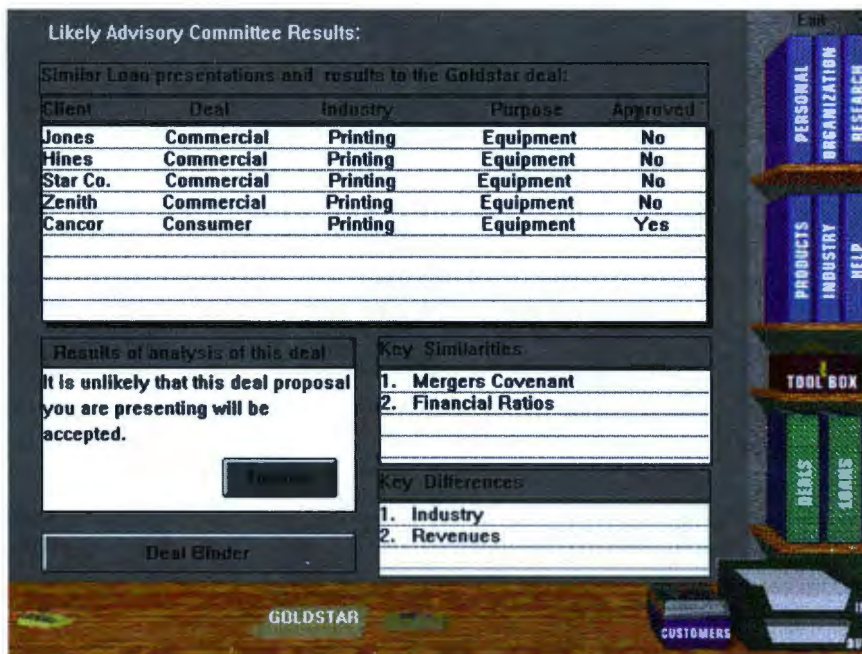 Likely Advisory Committee Results:
Similar Loan presentations and results to the Goldstar deal:
Client Deal Industry Purpose Approved
Jones Commercial Printing Equipment No
Hines Commercial Printing Equipment No
Star Co. Commercial Printing Equipment No
Zenith Commercial Printing Equipment No
Cancor Consumer Printing Equipment Yes
Results of analysis of this deal
It is unlikely that this deal proposal
you are presenting will be
accepted.
Deal Binder
Key Similarities
1. Mergers Covenant
2. Financial Ratios
Key Differences
1. Industry
2. Revenues
GOLDSTAR
Exit
PERSONAL
ORGANIZATION
RESEARCH
PRODUCTS
INDUSTRY
HELP
TOOL BOX
DEALS
LOANS
CUSTOMERS